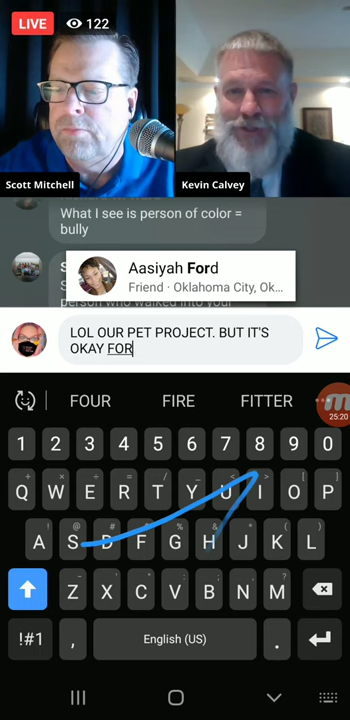 LIVE 122
Scott Mitchell
Kevin Calvey
What I see is person of color =
bully
Aasiyah Ford
Friend · Oklahoma City, Ok...
person who walked into your
LOL OUR PET PROJECT. BUT IT'S
OKAY FOR
FOUR FIRE FITTER
25:20
1 2 3 4 5 6 7 8 9 0
Q W E R T Y U I O P
A S D F G H J K L
Z X C V B N M
!#1 , English (US) .